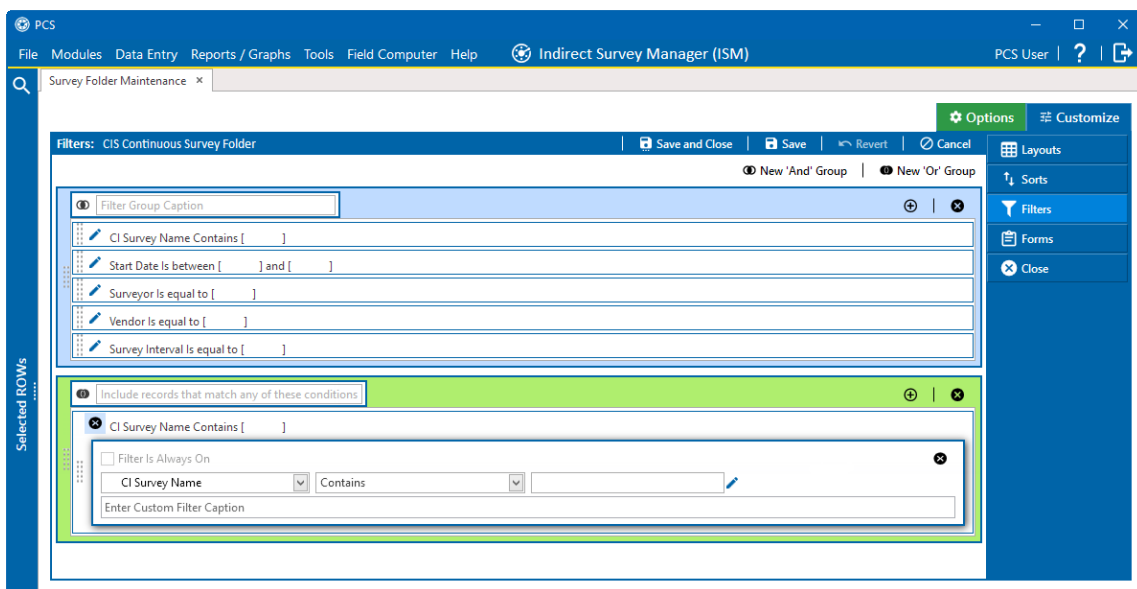 PCS
File Modules Data Entry Reports / Graphs Tools Field Computer Help Indirect Survey Manager (ISM) PCS User | ? |
Survey Folder Maintenance ×
Options Customize
Filters: CIS Continuous Survey Folder | Save and Close | Save | Revert | Cancel
Layouts
New 'And' Group | New 'Or' Group
Sorts
Filter Group Caption
Filters
CI Survey Name Contains [ ]
Forms
Start Date Is between [ ] and [ ]
Close
Surveyor Is equal to [ ]
Vendor Is equal to [ ]
Survey Interval Is equal to [ ]
Selected ROWs
Include records that match any of these conditions
CI Survey Name Contains [ ]
Filter Is Always On
CI Survey Name Contains
Enter Custom Filter Caption